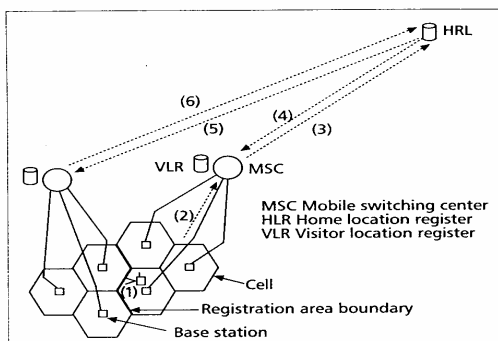 HRL
(6)
(4)
(5)
(3)
VLR
MSC
(2)
MSC Mobile switching center
HLR Home location register
VLR Visitor location register
(1)
Cell
Registration area boundary
Base station